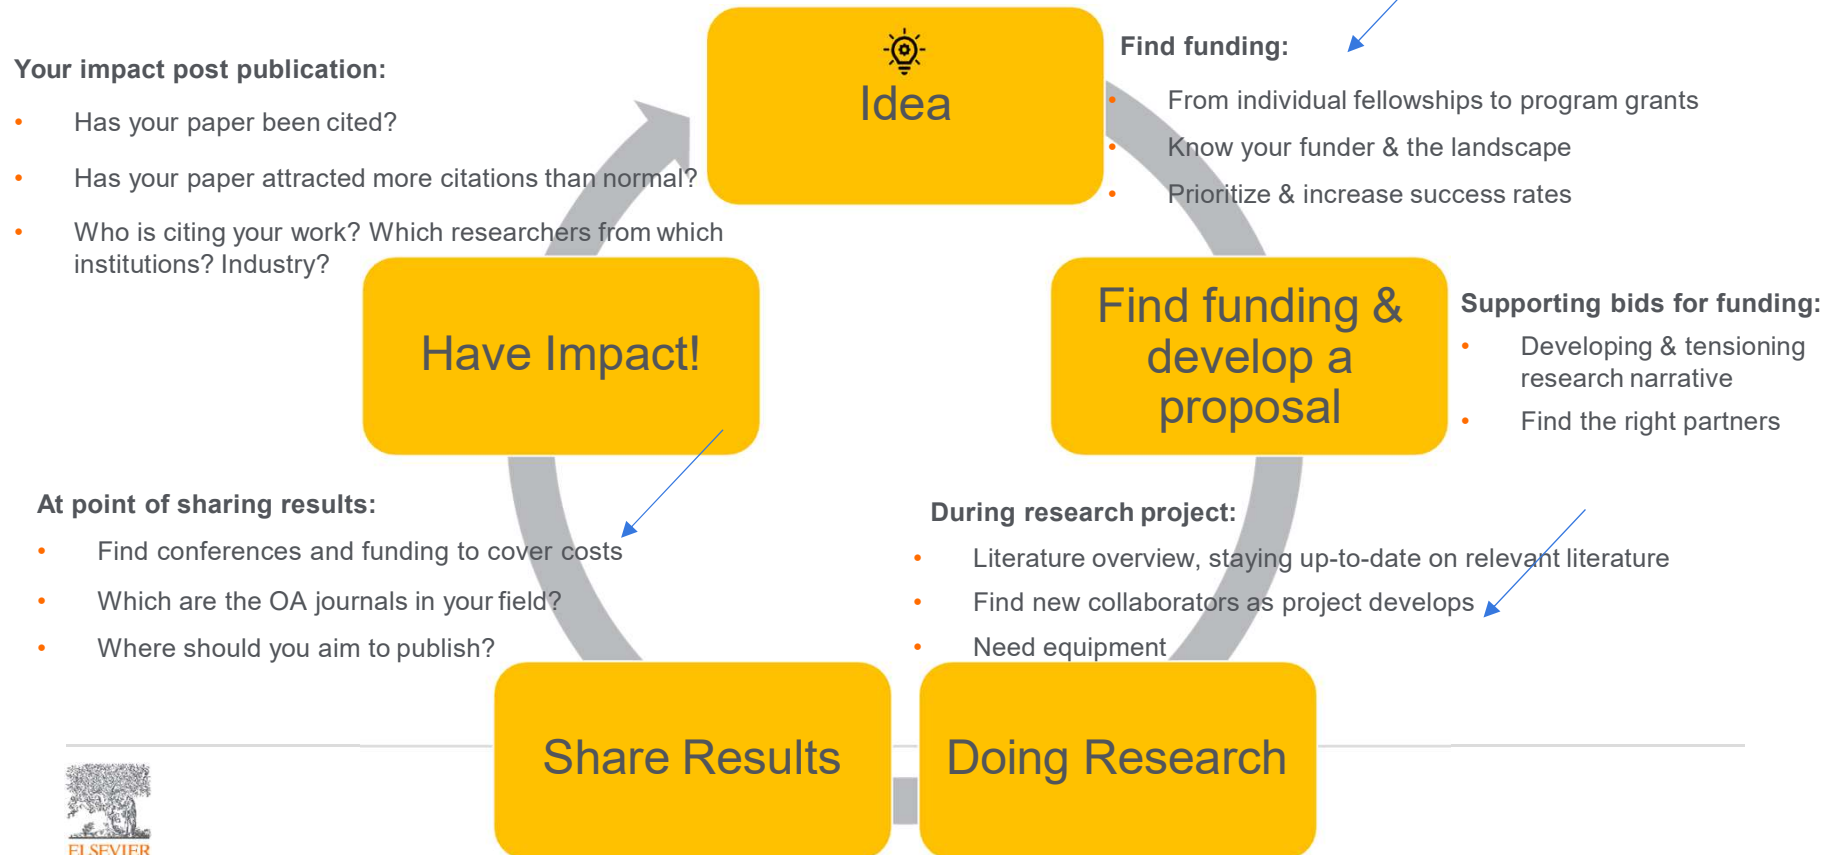 Idea
Find funding:
From individual fellowships to program grants
Know your funder & the landscape
Prioritize & increase success rates
Your impact post publication:
Has your paper been cited?
Has your paper attracted more citations than normal?
Who is citing your work? Which researchers from which
institutions? Industry?
Have Impact!
Find funding &
develop a
proposal
Supporting bids for funding:
Developing & tensioning
research narrative
Find the right partners
At point of sharing results:
Find conferences and funding to cover costs
Which are the OA journals in your field?
Where should you aim to publish?
During research project:
Literature overview, staying up-to-date on relevant literature
Find new collaborators as project develops
Need equipment
Share Results
Doing Research
ELSEVIER